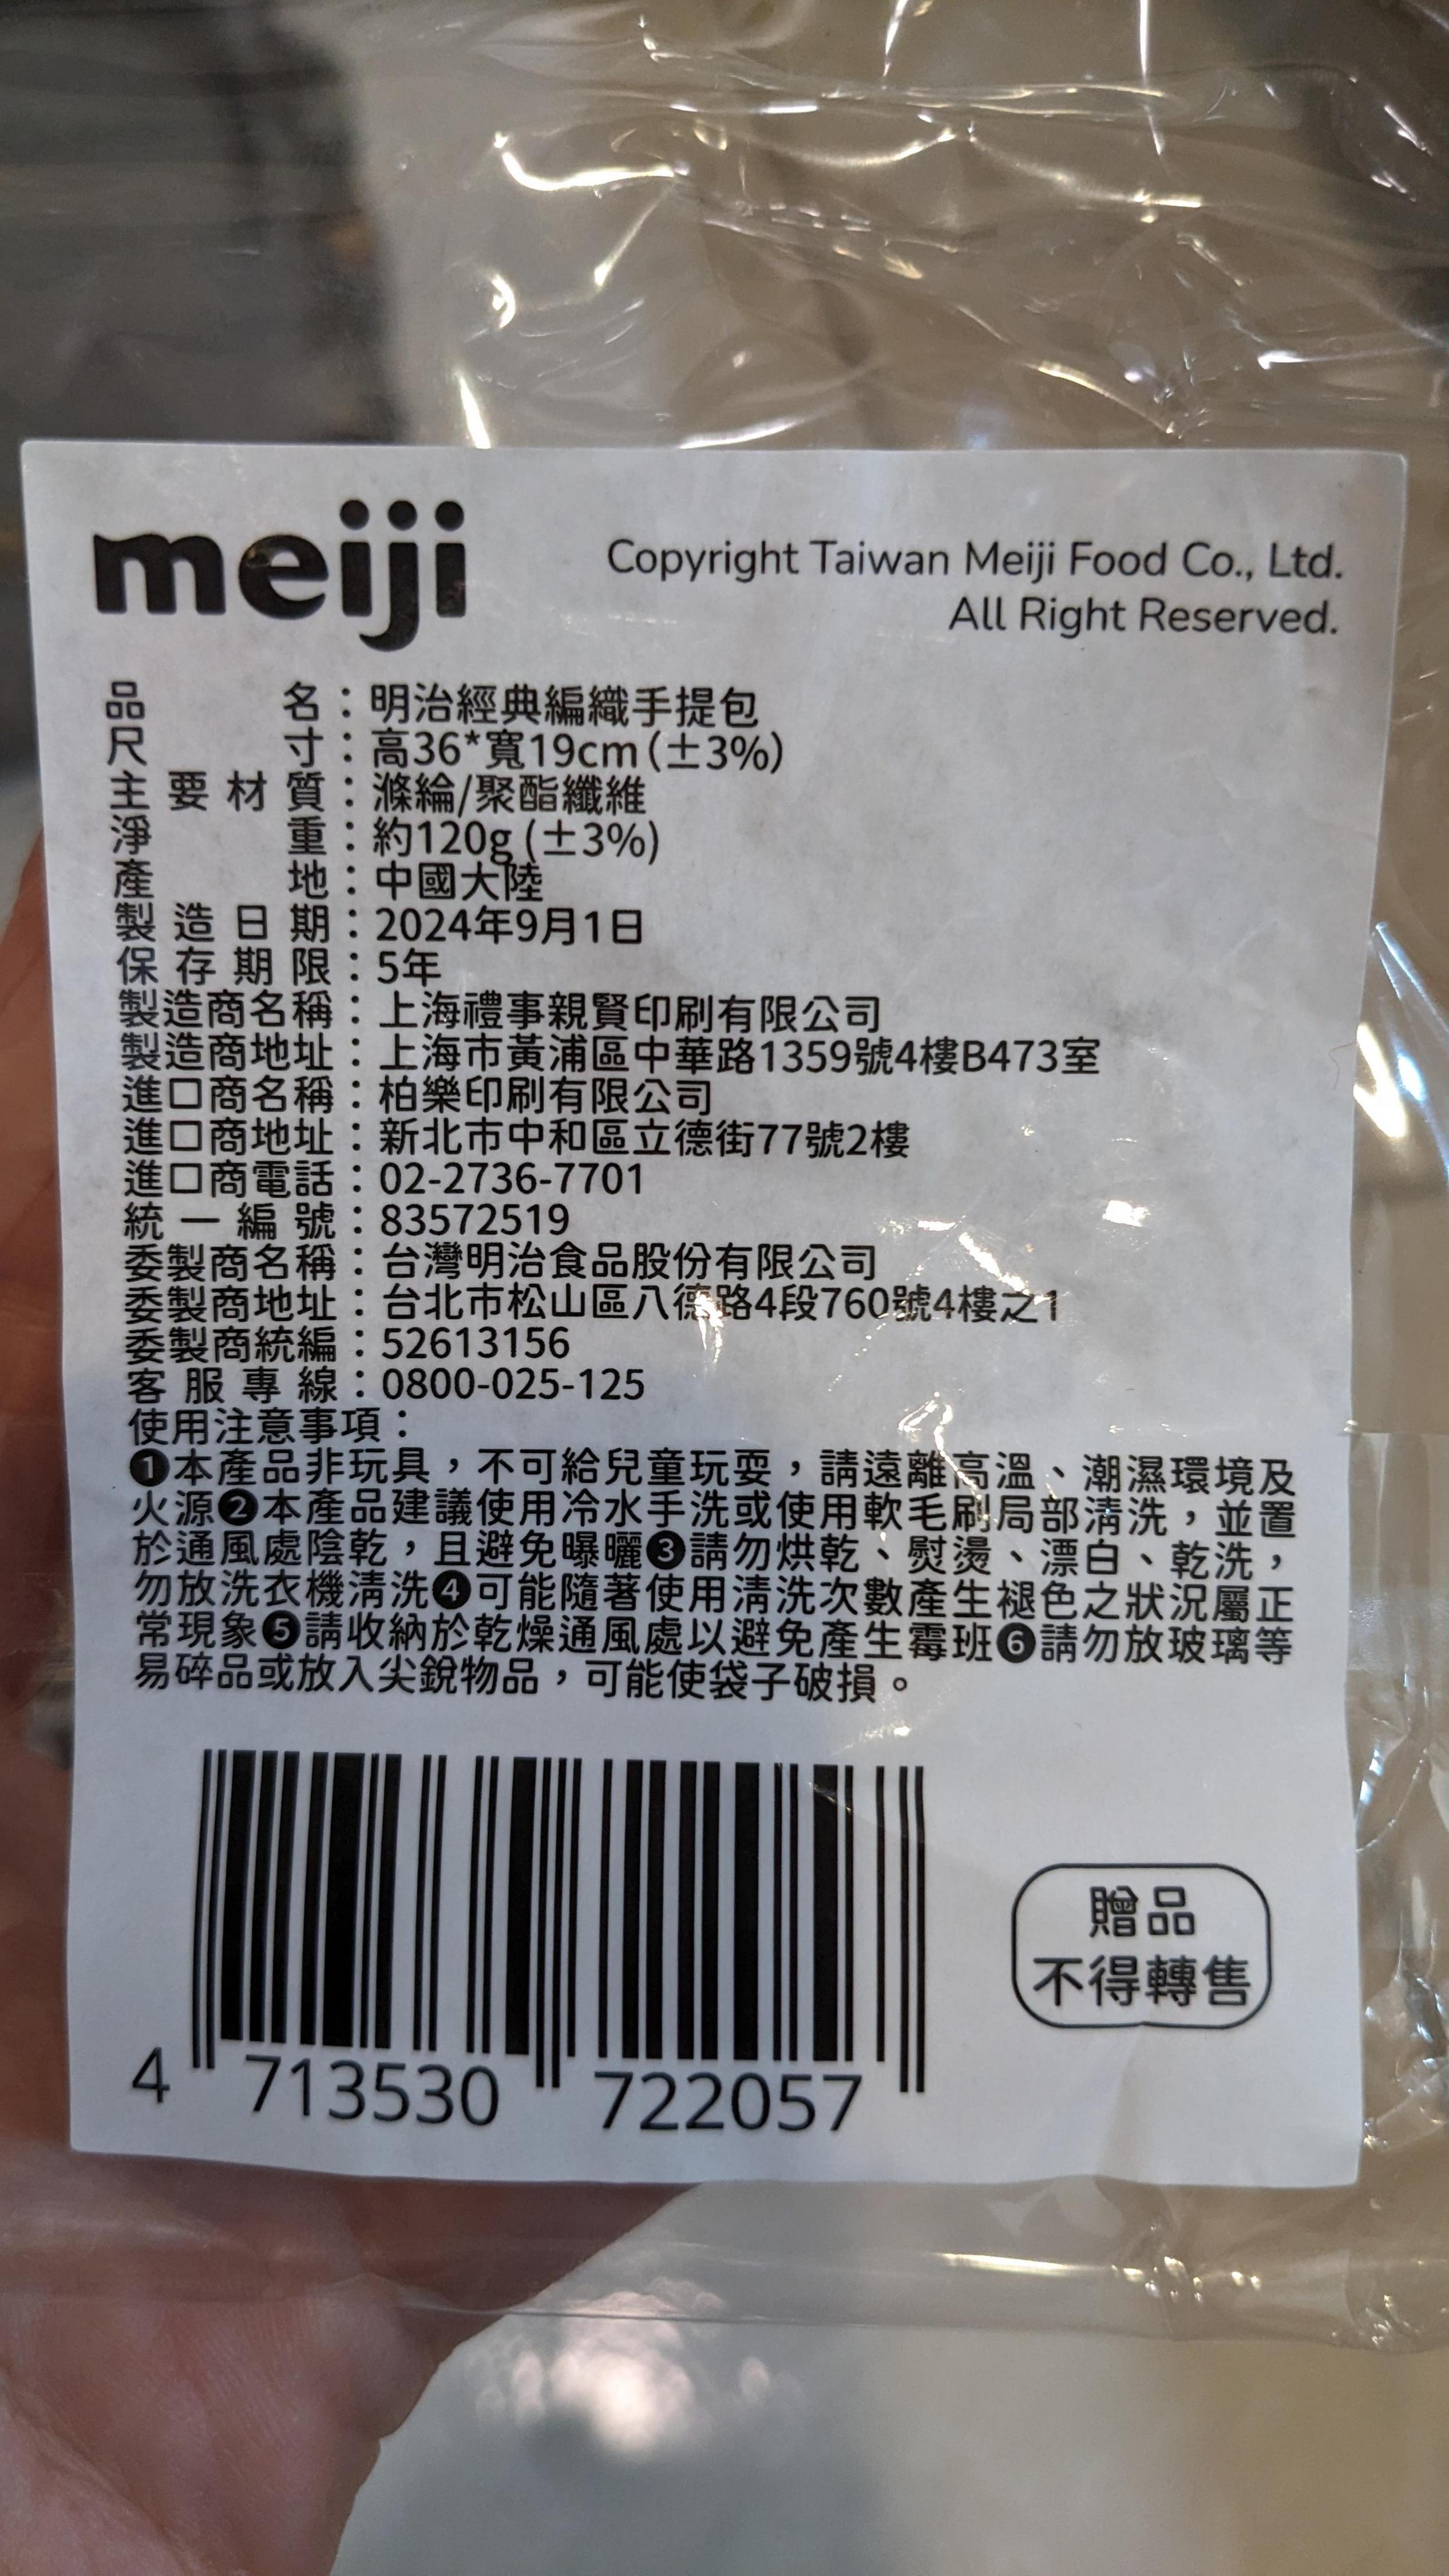 meiji
Copyright Taiwan Meiji Food Co., Ltd.
All Right Reserved.
品名：明治經典編織手提包
尺寸：高36*寬19cm(±3%)
主要材質：滌綸/聚酯纖維
淨重：約120g(±3%)
產地：中國大陸
製造日期：2024年9月1日
保存期限：5年
製造商名稱：上海禮事親賢印刷有限公司
製造商地址：上海市黃浦區中華路1359號4樓B473室
進口商名稱：柏樂印刷有限公司
進口商地址：新北市中和區立德街77號2樓
進口商電話：02-2736-7701
統一編號：83572519
委製商名稱：台灣明治食品股份有限公司
委製商地址：台北市松山區八德路4段760號4樓之1
委製商統編：52613156
客服專線：0800-025-125
使用注意事項：
❶本產品非玩具，不可給兒童玩耍，請遠離高溫、潮濕環境及
火源❷本產品建議使用冷水手洗或使用軟毛刷局部清洗，並置
於通風處陰乾，且避免曝曬❸請勿烘乾、熨燙、漂白、乾洗，
勿放洗衣機清洗❹可能隨著使用清洗次數產生褪色之狀況屬正
常現象❺請收納於乾燥通風處以避免產生霉班❻請勿放玻璃等
易碎品或放入尖銳物品，可能使袋子破損。
贈品
不得轉售
4 713530 722057